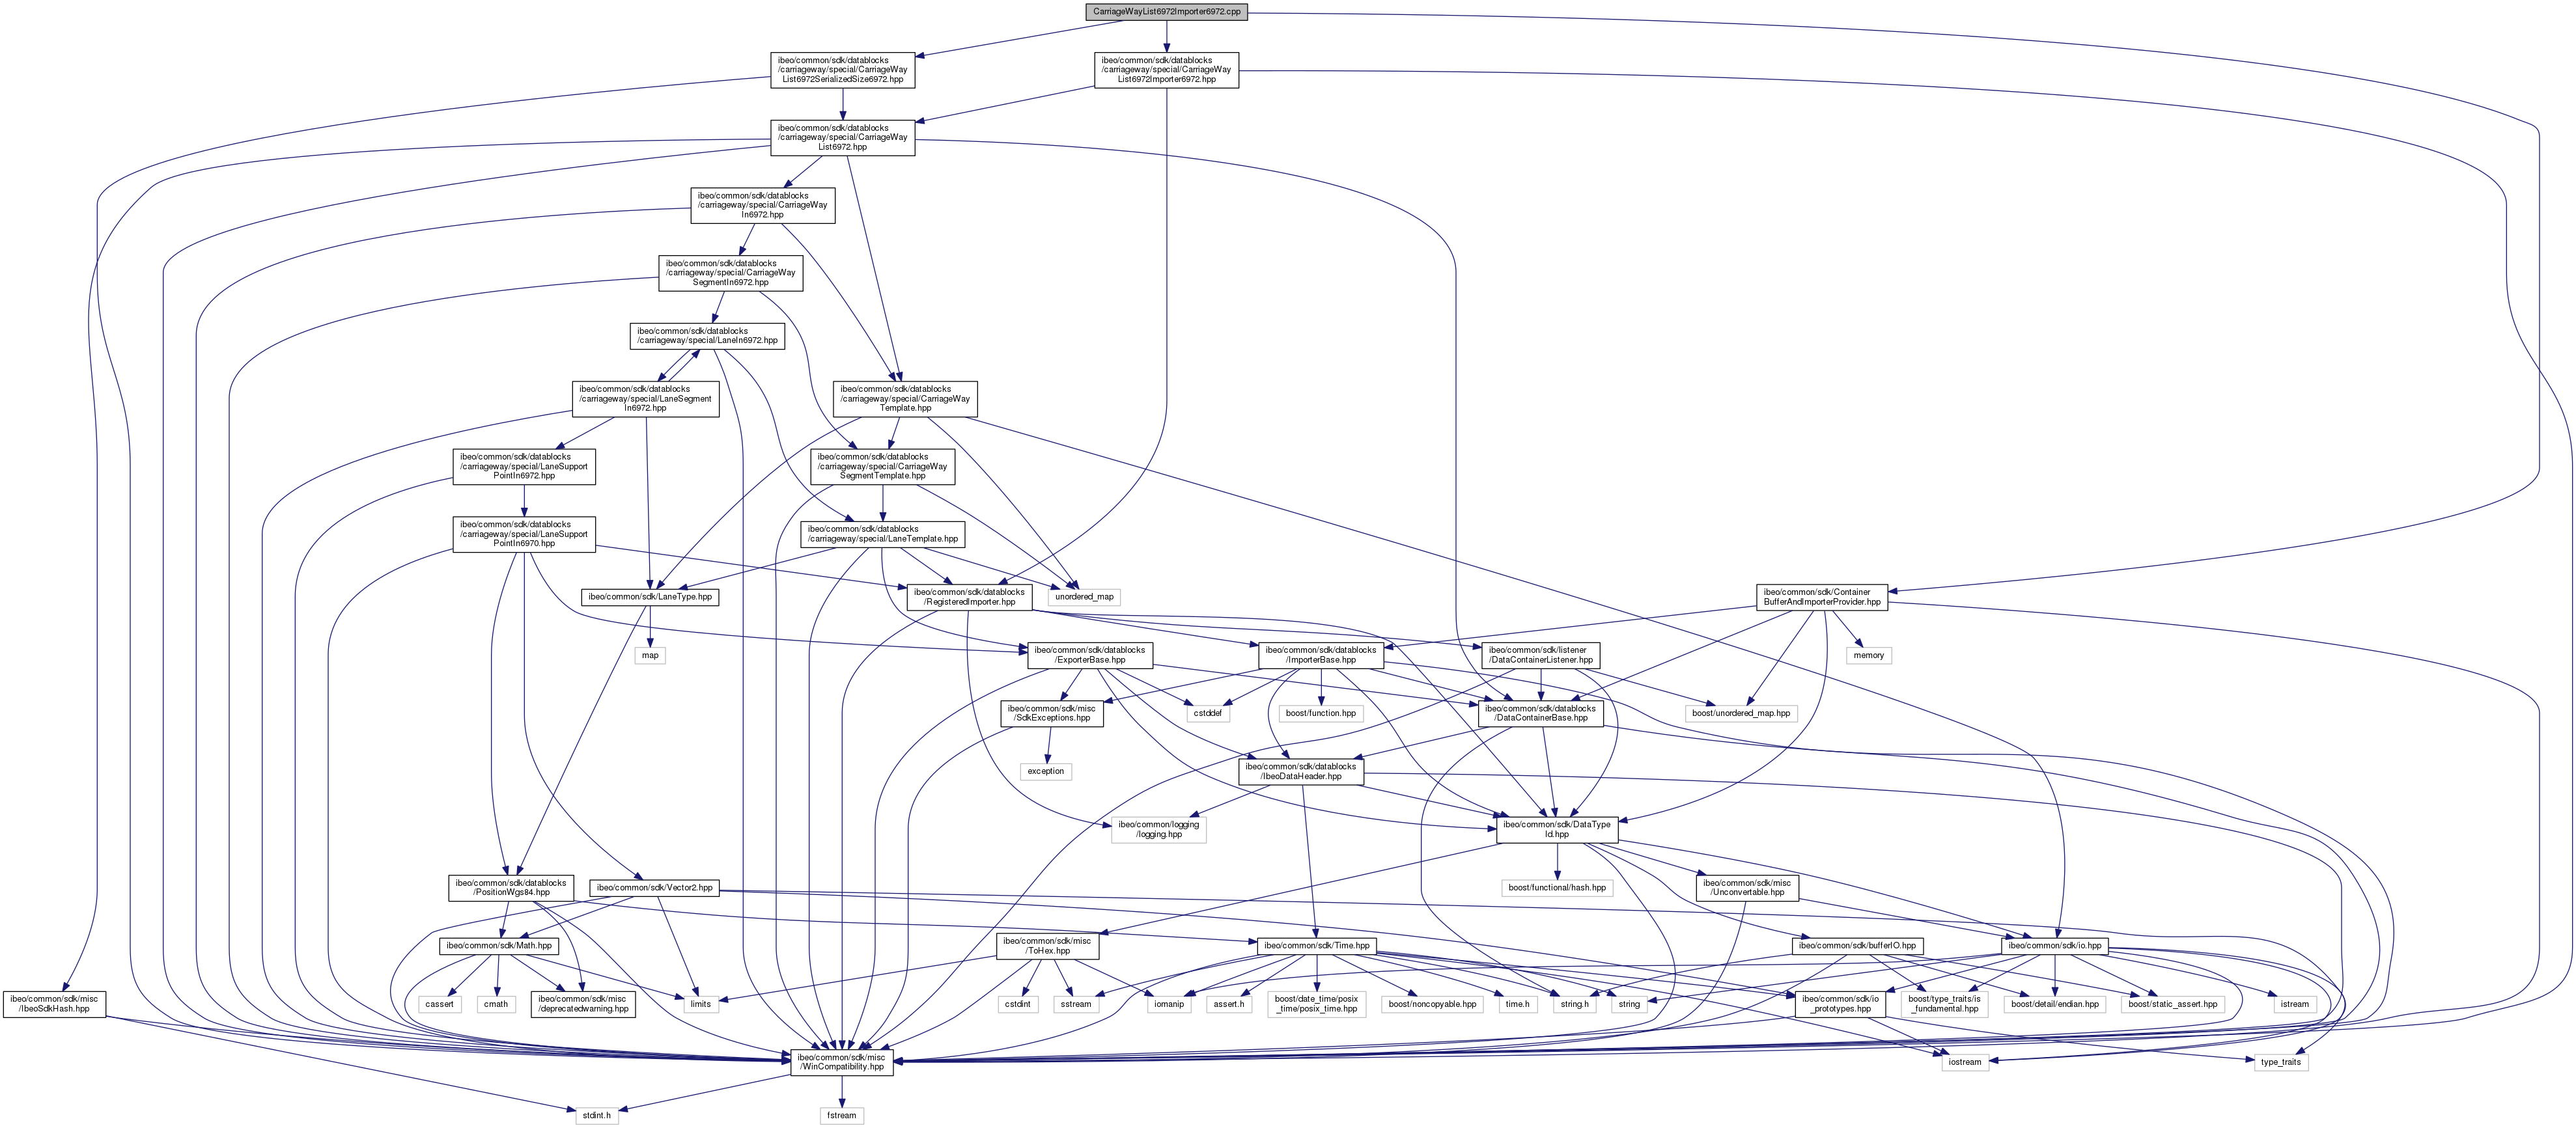 CarriageWayList6972Importer6972.cpp
ibeo/common/sdk/datablocks
/carriageway/special/CarriageWay
List6972SerializedSize6972.hpp
ibeo/common/sdk/datablocks
/carriageway/special/CarriageWay
List6972Importer6972.hpp
ibeo/common/sdk/datablocks
/carriageway/special/CarriageWay
List6972.hpp
ibeo/common/sdk/datablocks
/carriageway/special/CarriageWay
In6972.hpp
ibeo/common/sdk/datablocks
/carriageway/special/CarriageWay
SegmentIn6972.hpp
ibeo/common/sdk/datablocks
/carriageway/special/LaneIn6972.hpp
ibeo/common/sdk/datablocks
/carriageway/special/LaneSegment
In6972.hpp
ibeo/common/sdk/datablocks
/carriageway/special/CarriageWay
Template.hpp
ibeo/common/sdk/datablocks
/carriageway/special/LaneSupport
PointIn6972.hpp
ibeo/common/sdk/datablocks
/carriageway/special/CarriageWay
SegmentTemplate.hpp
ibeo/common/sdk/datablocks
/carriageway/special/LaneSupport
PointIn6970.hpp
ibeo/common/sdk/datablocks
/carriageway/special/LaneTemplate.hpp
ibeo/common/sdk/LaneType.hpp
ibeo/common/sdk/datablocks
/RegisteredImporter.hpp
unordered_map
ibeo/common/sdk/Container
BufferAndImporterProvider.hpp
map
ibeo/common/sdk/datablocks
/ExporterBase.hpp
ibeo/common/sdk/datablocks
/ImporterBase.hpp
ibeo/common/sdk/listener
/DataContainerListener.hpp
memory
ibeo/common/sdk/misc
/SdkExceptions.hpp
cstddef
boost/function.hpp
ibeo/common/sdk/datablocks
/DataContainerBase.hpp
boost/unordered_map.hpp
exception
ibeo/common/sdk/datablocks
/IbeoDataHeader.hpp
ibeo/common/logging
/logging.hpp
ibeo/common/sdk/DataType
Id.hpp
ibeo/common/sdk/datablocks
/PositionWgs84.hpp
ibeo/common/sdk/Vector2.hpp
boost/functional/hash.hpp
ibeo/common/sdk/misc
/Unconvertable.hpp
ibeo/common/sdk/Math.hpp
ibeo/common/sdk/misc
/ToHex.hpp
ibeo/common/sdk/Time.hpp
ibeo/common/sdk/bufferIO.hpp
ibeo/common/sdk/io.hpp
ibeo/common/sdk/misc
/IbeoSdkHash.hpp
cassert
cmath
ibeo/common/sdk/misc
/deprecatedwarning.hpp
limits
cstdint
sstream
iomanip
assert.h
boost/date_time/posix
_time/posix_time.hpp
boost/noncopyable.hpp
time.h
string.h
string
ibeo/common/sdk/io
_prototypes.hpp
boost/type_traits/is
_fundamental.hpp
boost/detail/endian.hpp
boost/static_assert.hpp
istream
ibeo/common/sdk/misc
/WinCompatibility.hpp
iostream
type_traits
stdint.h
fstream